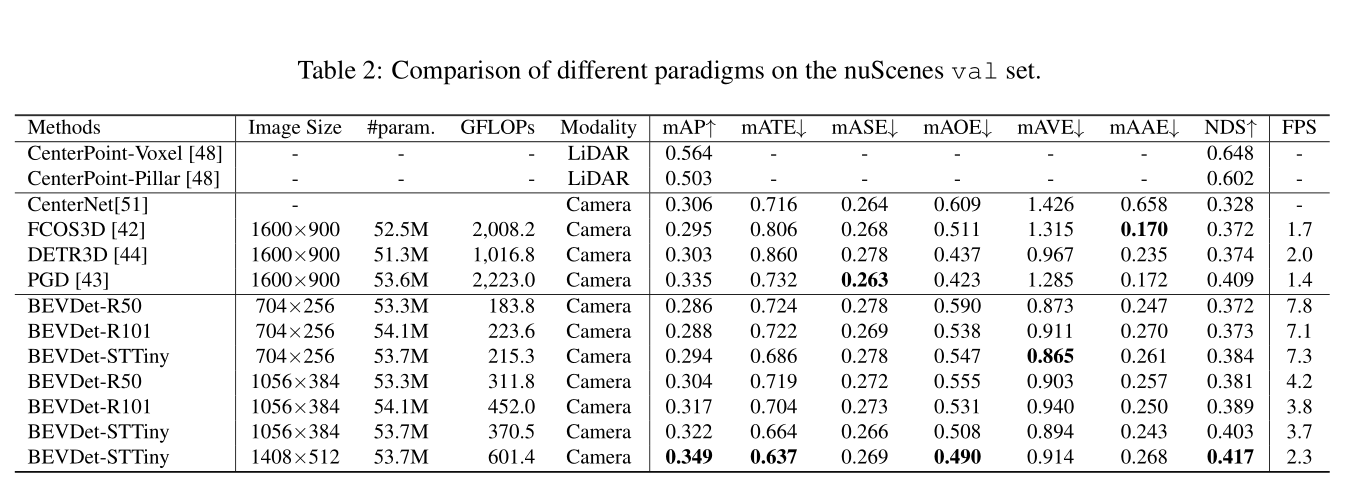 Table 2: Comparison of different paradigms on the nuScenes val set.
Methods Image Size #param. GFLOPs Modality mAP↑ mATE↓ mASE↓ mAOE↓ mAVE↓ mAAE↓ NDS↑ FPS
CenterPoint-Voxel [48] - - - LiDAR 0.564 - - - - - 0.648 -
CenterPoint-Pillar [48] - - - LiDAR 0.503 - - - - - 0.602 -
CenterNet[51] - Camera 0.306 0.716 0.264 0.609 1.426 0.658 0.328 -
FCOS3D [42] 1600×900 52.5M 2,008.2 Camera 0.295 0.806 0.268 0.511 1.315 0.170 0.372 1.7
DETR3D [44] 1600×900 51.3M 1,016.8 Camera 0.303 0.860 0.278 0.437 0.967 0.235 0.374 2.0
PGD [43] 1600×900 53.6M 2,223.0 Camera 0.335 0.732 0.263 0.423 1.285 0.172 0.409 1.4
BEVDet-R50 704×256 53.3M 183.8 Camera 0.286 0.724 0.278 0.590 0.873 0.247 0.372 7.8
BEVDet-R101 704×256 54.1M 223.6 Camera 0.288 0.722 0.269 0.538 0.911 0.270 0.373 7.1
BEVDet-STTiny 704×256 53.7M 215.3 Camera 0.294 0.686 0.278 0.547 0.865 0.261 0.384 7.3
BEVDet-R50 1056×384 53.3M 311.8 Camera 0.304 0.719 0.272 0.555 0.903 0.257 0.381 4.2
BEVDet-R101 1056×384 54.1M 452.0 Camera 0.317 0.704 0.273 0.531 0.940 0.250 0.389 3.8
BEVDet-STTiny 1056×384 53.7M 370.5 Camera 0.322 0.664 0.266 0.508 0.894 0.243 0.403 3.7
BEVDet-STTiny 1408×512 53.7M 601.4 Camera 0.349 0.637 0.269 0.490 0.914 0.268 0.417 2.3